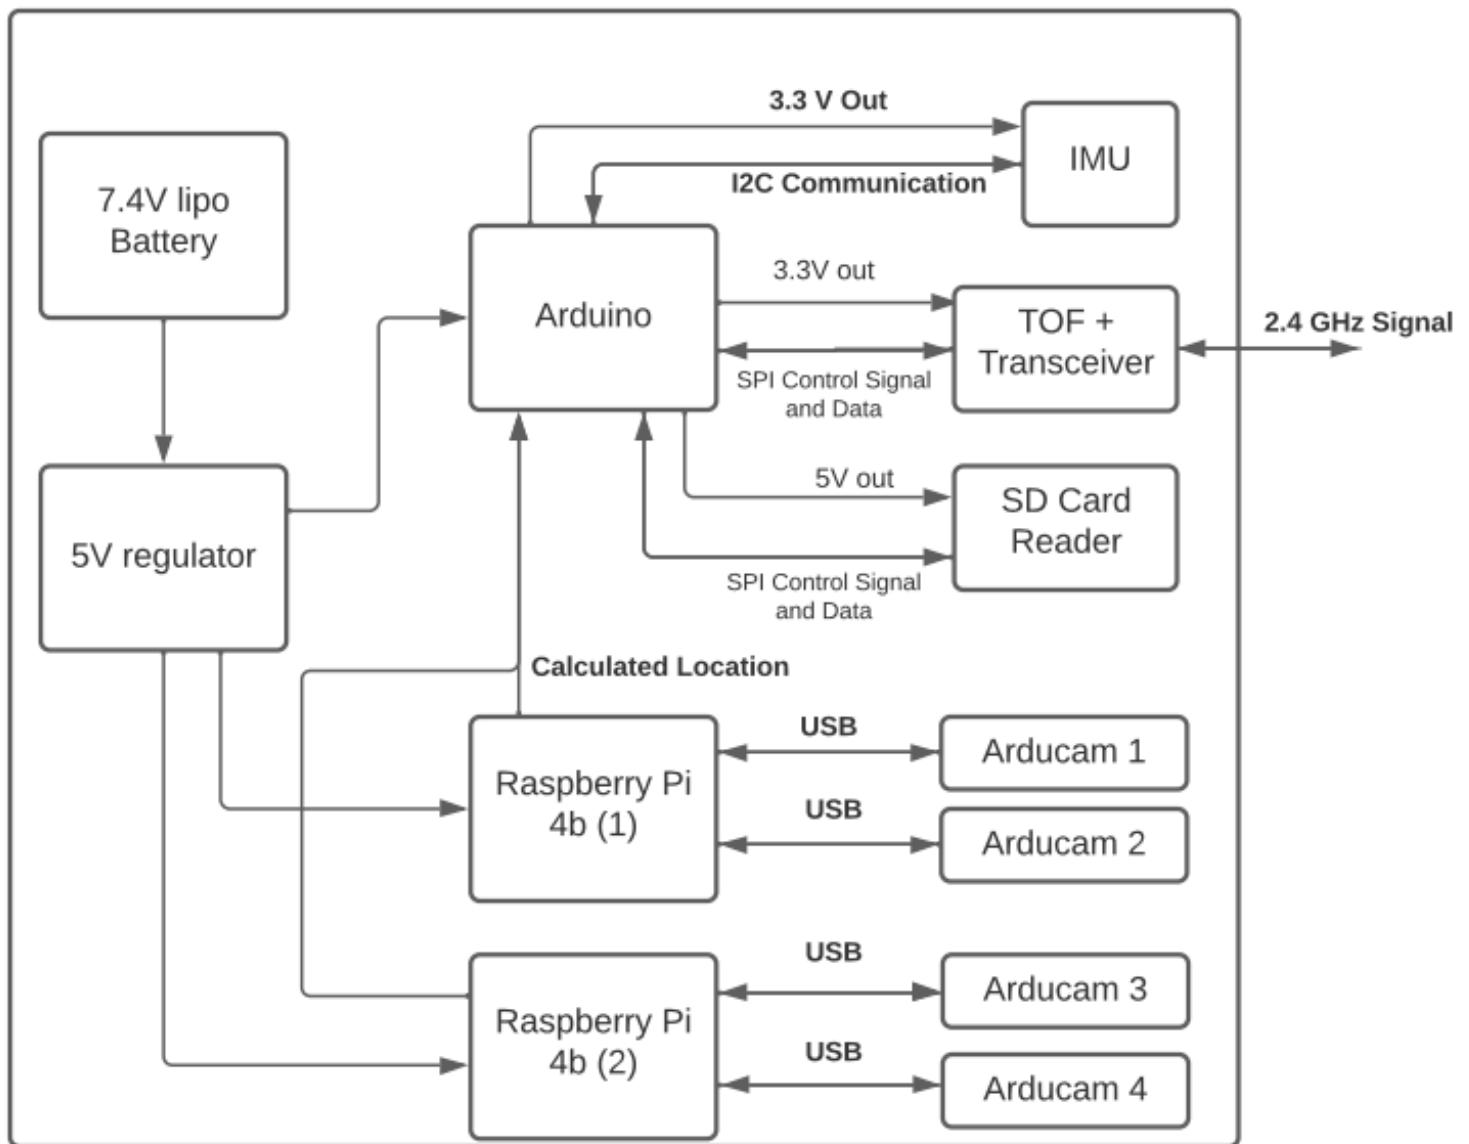 3.3 V Out
IMU
I2C Communication
7.4V lipo
Battery
Arduino
3.3V out
TOF +
Transceiver
2.4 GHz Signal
SPI Control Signal
and Data
5V out
SD Card
Reader
5V regulator
SPI Control Signal
and Data
Calculated Location
Raspberry Pi
4b (1)
USB
Arducam 1
USB
Arducam 2
Raspberry Pi
4b (2)
USB
Arducam 3
USB
Arducam 4